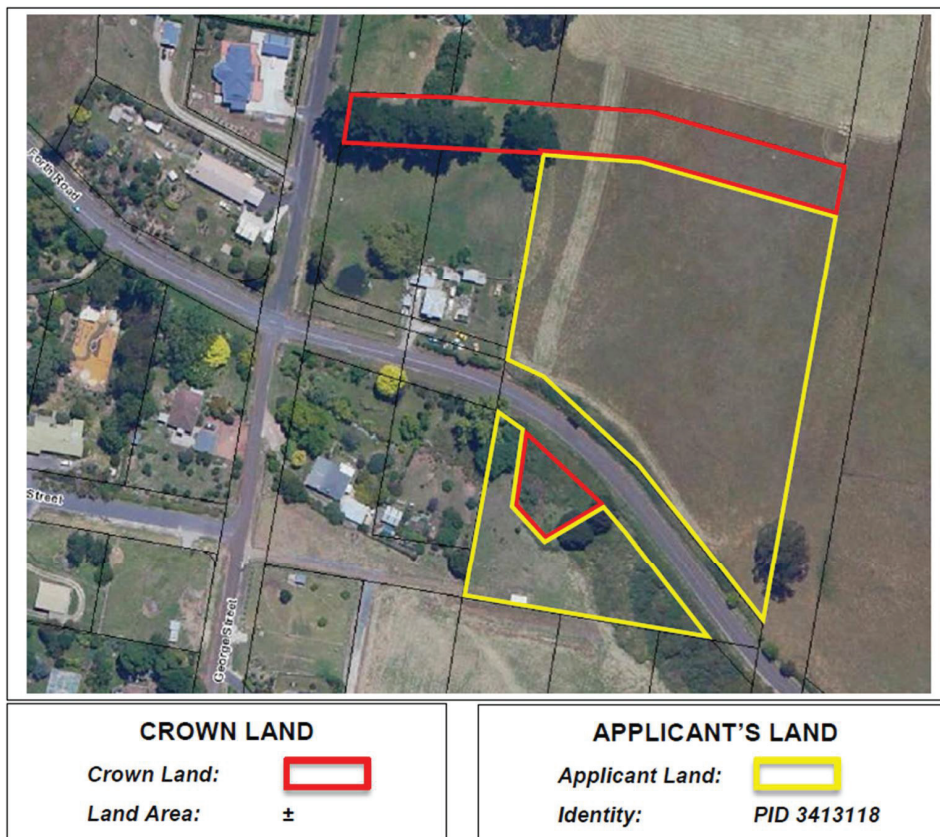 Forth Road
Street
George Street
CROWN LAND
Crown Land:
Land Area: ±
APPLICANT'S LAND
Applicant Land:
Identity: PID 3413118